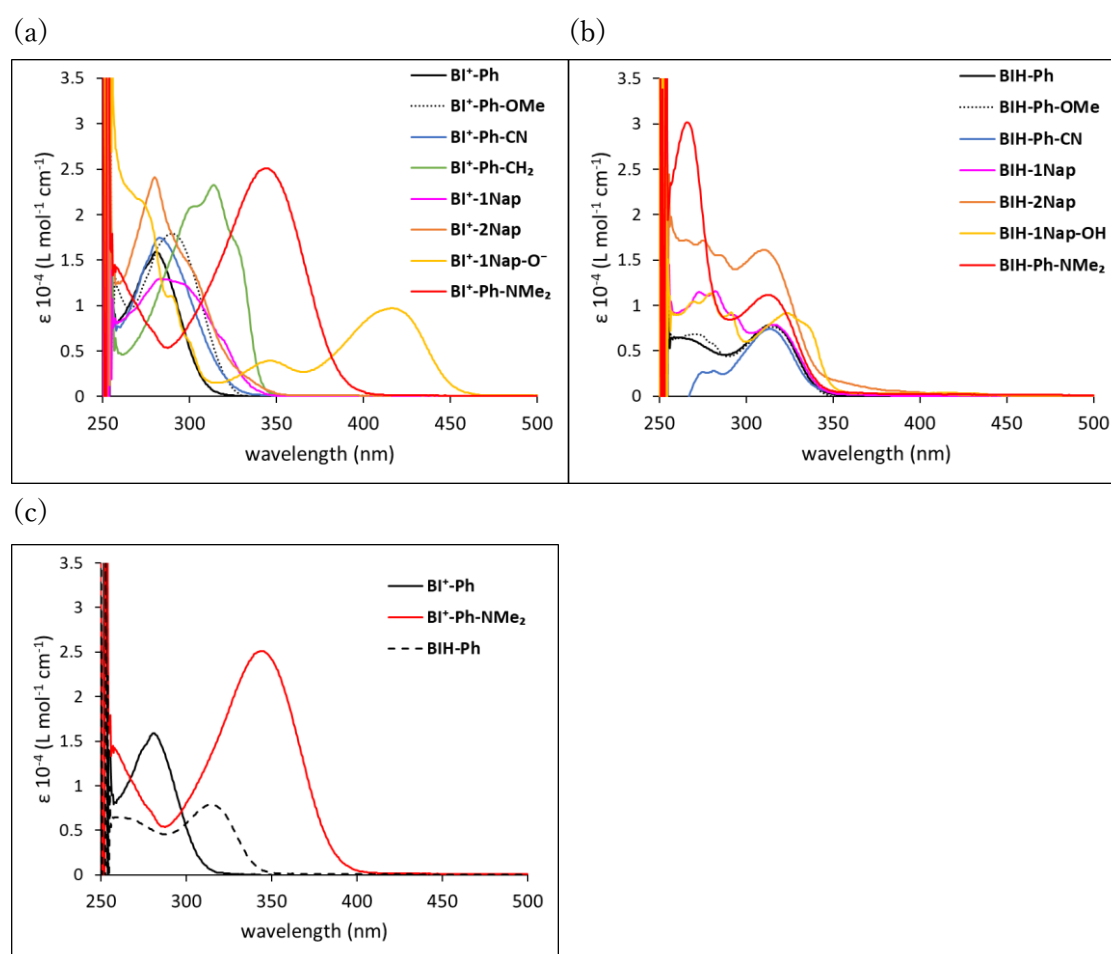 (a)
3.5
3
2.5
2
1.5
1
0.5
0
ε 10⁻⁴ (L mol⁻¹ cm⁻¹)
250 300 350 400 450 500
wavelength (nm)
BI⁺-Ph
BI⁺-Ph-OMe
BI⁺-Ph-CN
BI⁺-Ph-CH₂
BI⁺-1Nap
BI⁺-2Nap
BI⁺-1Nap-O⁻
BI⁺-Ph-NMe₂
(b)
3.5
3
2.5
2
1.5
1
0.5
0
ε 10⁻⁴ (L mol⁻¹ cm⁻¹)
250 300 350 400 450 500
wavelength (nm)
BIH-Ph
BIH-Ph-OMe
BIH-Ph-CN
BIH-1Nap
BIH-2Nap
BIH-1Nap-OH
BIH-Ph-NMe₂
(c)
3.5
3
2.5
2
1.5
1
0.5
0
ε 10⁻⁴ (L mol⁻¹ cm⁻¹)
250 300 350 400 450 500
wavelength (nm)
BI⁺-Ph
BI⁺-Ph-NMe₂
BIH-Ph